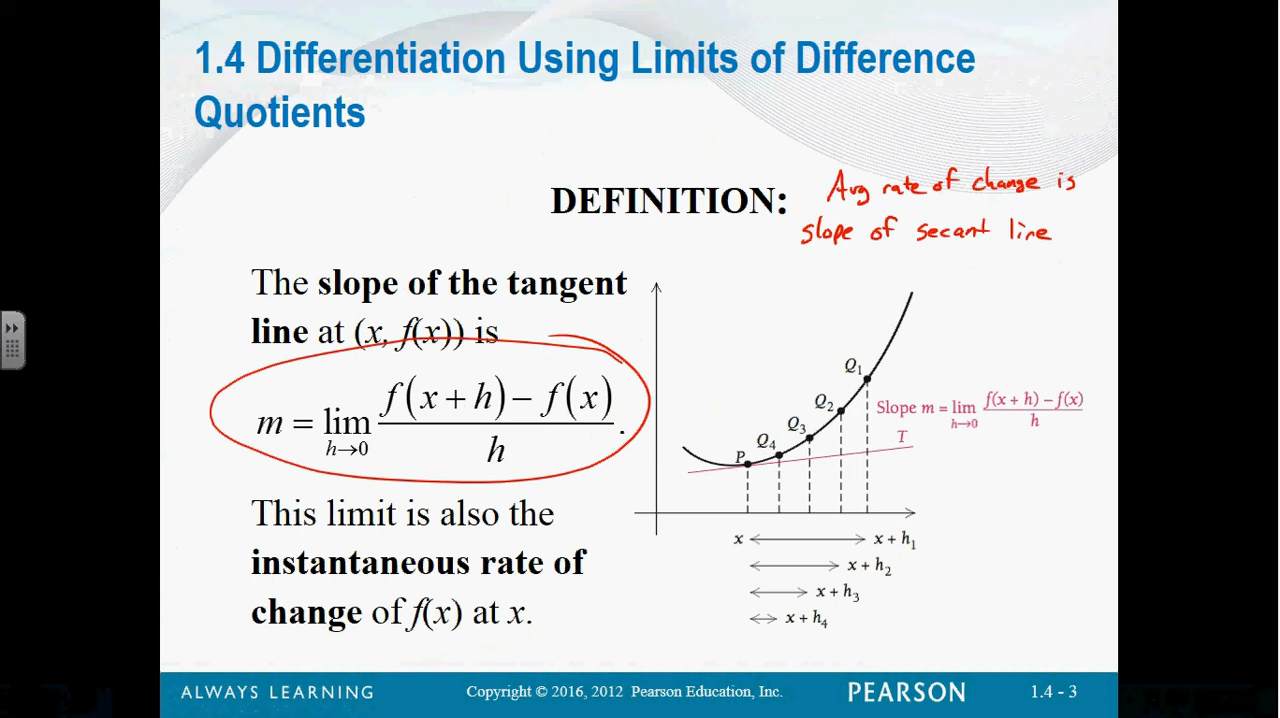 1.4 Differentiation Using Limits of Difference
Quotients
DEFINITION:
Avg rate of change is
slope of secant line
The slope of the tangent
line at (x, f(x)) is
m = lim h→0 f(x + h) − f(x) / h .
This limit is also the
instantaneous rate of
change of f(x) at x.
Q1
Q2
Q3
Q4
P
Slope m = lim h→0 f(x + h) − f(x) / h
T
x
x + h1
x + h2
x + h3
x + h4
ALWAYS LEARNING
Copyright © 2016, 2012 Pearson Education, Inc.
PEARSON
1.4 - 3